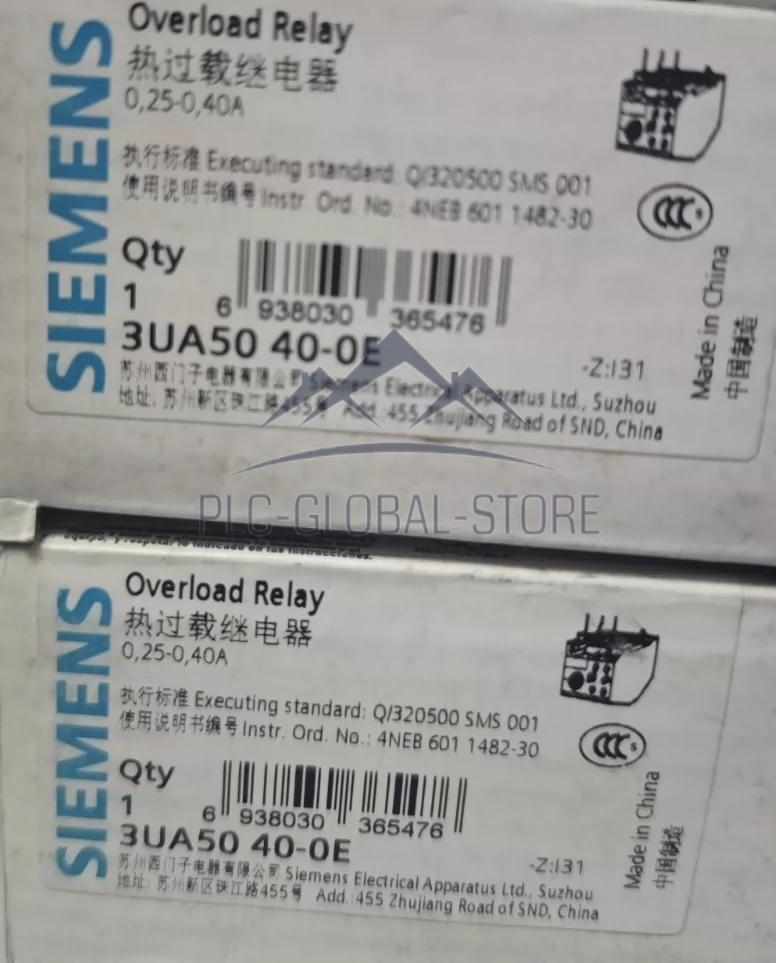 SIEMENS
Overload Relay
热过载继电器
0,25-0,40A
执行标准 Executing standard: Q/320500 SMS 001
使用说明书编号 Instr. Ord. No.: 4NEB 601 1482-30
CCC S
Qty
1
6 938030 365476
3UA50 40-0E
-Z:I31
苏州西门子电器有限公司 Siemens Electrical Apparatus Ltd., Suzhou
地址: 苏州新区珠江路455号 Add.:455 Zhujiang Road of SND, China
Made in China
中国制造
PLC-GLOBAL-STORE
equipo, y respetar lo indicado en las instrucciones.
SIEMENS
Overload Relay
热过载继电器
0,25-0,40A
执行标准 Executing standard: Q/320500 SMS 001
使用说明书编号 Instr. Ord. No.: 4NEB 601 1482-30
CCC S
Qty
1
6 938030 365476
3UA50 40-0E
-Z:I31
苏州西门子电器有限公司 Siemens Electrical Apparatus Ltd., Suzhou
地址: 苏州新区珠江路455号 Add.:455 Zhujiang Road of SND, China
Made in China
中国制造